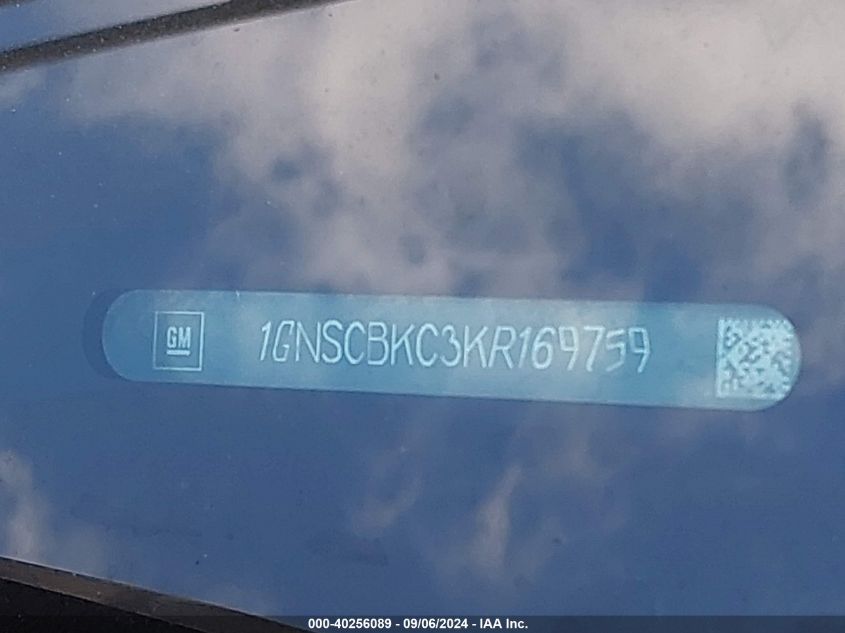 GM 1GNSCBKC3KR169759
000-40256089 - 09/06/2024 - IAA Inc.